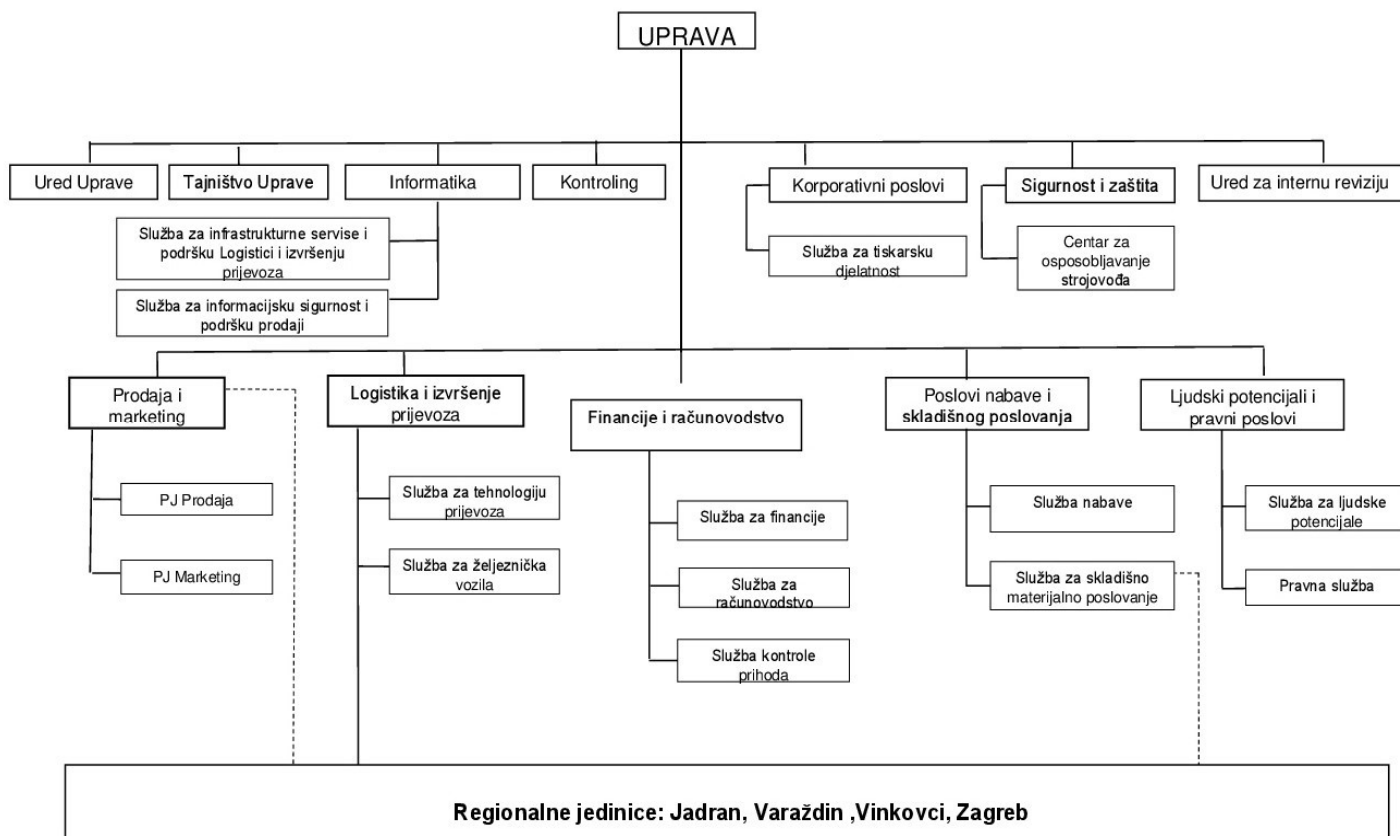 UPRAVA
Ured Uprave
Tajništvo Uprave
Informatika
Kontroling
Korporativni poslovi
Sigurnost i zaštita
Ured za internu reviziju
Služba za infrastrukturne servise i
podršku Logistici i izvršenju
prijevoza
Služba za informacijsku sigurnost i
podršku prodaji
Služba za tiskarsku
djelatnost
Centar za
osposobljavanje
strojovođa
Prodaja i
marketing
Logistika i izvršenje
prijevoza
Financije i računovodstvo
Poslovi nabave i
skladišnog poslovanja
Ljudski potencijali i
pravni poslovi
PJ Prodaja
PJ Marketing
Služba za tehnologiju
prijevoza
Služba za željeznička
vozila
Služba za financije
Služba za
računovodstvo
Služba kontrole
prihoda
Služba nabave
Služba za skladišno
materijalno poslovanje
Služba za ljudske
potencijale
Pravna služba
Regionalne jedinice: Jadran, Varaždin ,Vinkovci, Zagreb